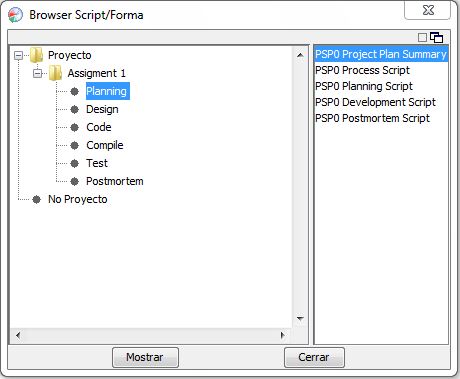 Browser Script/Forma
Proyecto
Assigment 1
Planning
Design
Code
Compile
Test
Postmortem
No Proyecto
PSP0 Project Plan Summary
PSP0 Process Script
PSP0 Planning Script
PSP0 Development Script
PSP0 Postmortem Script
Mostrar
Cerrar